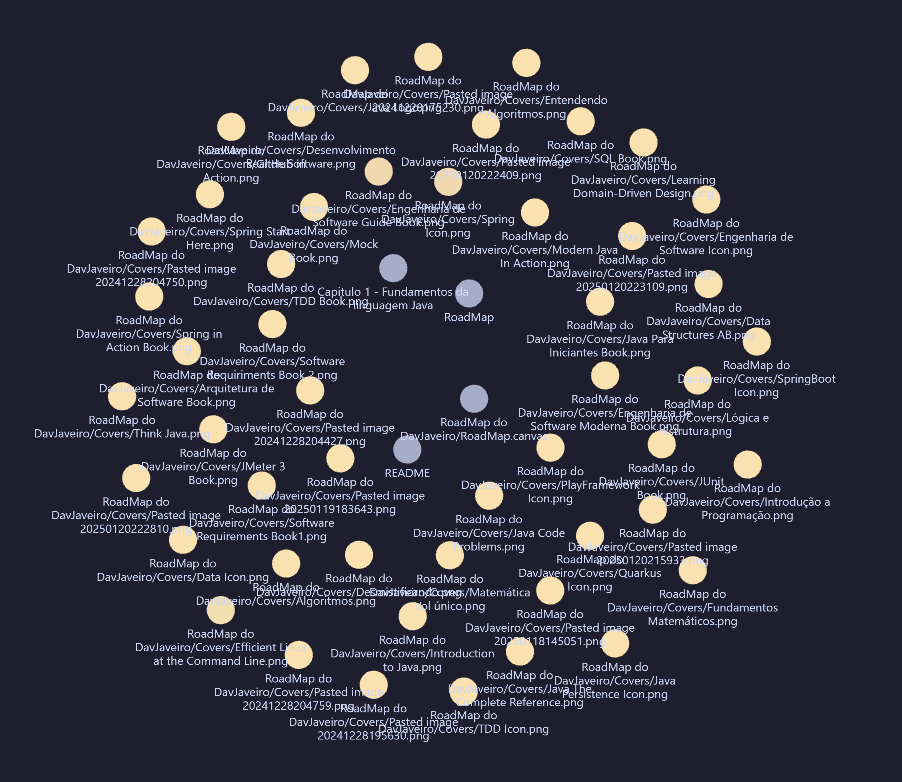 RoadMap do
DavJaveiro/Covers/Java Logo.png
RoadMap do
DavJaveiro/Covers/Pasted image
20241228175230.png
RoadMap do
DavJaveiro/Covers/Entendendo
Algoritmos.png
RoadMap do
DavJaveiro/Covers/Desenvolvimento
Real de Software.png
RoadMap do
DavJaveiro/Covers/
Action.png
RoadMap do
DavJaveiro/Covers/Pasted image
20250120222409.png
RoadMap do
DavJaveiro/Covers/SQL Book.png
RoadMap do
DavJaveiro/Covers/Learning
Domain-Driven Design.png
RoadMap do
DavJaveiro/Covers/Engenharia de
Software Guide Book.png
RoadMap do
DavJaveiro/Covers/Spring
Icon.png
RoadMap do
DavJaveiro/Covers/Spring Start
Here.png
RoadMap do
DavJaveiro/Covers/Mock
Book.png
RoadMap do
DavJaveiro/Covers/Modern Java
In Action.png
RoadMap do
DavJaveiro/Covers/Engenharia de
Software Icon.png
RoadMap do
DavJaveiro/Covers/Pasted image
20241228204750.png
RoadMap do
DavJaveiro/Covers/Pasted image
20250120223109.png
RoadMap do
DavJaveiro/Covers/TDD Book.png
Capitulo 1 - Fundamentos da
linguagem Java
RoadMap
RoadMap do
DavJaveiro/Covers/Data
Structures AB.png
RoadMap do
DavJaveiro/Covers/Spring in
Action Book.png
RoadMap do
DavJaveiro/Covers/Java Para
Iniciantes Book.png
RoadMap do
DavJaveiro/Covers/Software
Requiriments Book 2.png
RoadMap do
DavJaveiro/Covers/SpringBoot
Icon.png
RoadMap do
DavJaveiro/Covers/Arquitetura de
Software Book.png
RoadMap do
DavJaveiro/Covers/Engenharia de
Software Moderna Book.png
RoadMap do
DavJaveiro/Covers/Lógica e
Estrutura.png
RoadMap do
DavJaveiro/Covers/Think Java.png
RoadMap do
DavJaveiro/Covers/Pasted image
20241228204427.png
RoadMap do
DavJaveiro/RoadMap.canvas
RoadMap do
DavJaveiro/Covers/JMeter 3
Book.png
README
RoadMap do
DavJaveiro/Covers/PlayFramework
Icon.png
RoadMap do
DavJaveiro/Covers/JUnit
Book.png
RoadMap do
DavJaveiro/Covers/Pasted image
20250119183643.png
RoadMap do
DavJaveiro/Covers/Introdução a
Programação.png
RoadMap do
DavJaveiro/Covers/Pasted image
20250120222810.png
RoadMap do
DavJaveiro/Covers/Software
Requirements Book1.png
RoadMap do
DavJaveiro/Covers/Java Code
Problems.png
RoadMap do
DavJaveiro/Covers/Pasted image
20250120215933.png
RoadMap do
DavJaveiro/Covers/Data Icon.png
RoadMap do
DavJaveiro/Covers/Quarkus
Icon.png
RoadMap do
DavJaveiro/Covers/Algoritmos.png
RoadMap do
RoadMap do
DavJaveiro/Covers/Matemática
Vol único.png
RoadMap do
DavJaveiro/Covers/Fundamentos
Matemáticos.png
RoadMap do
DavJaveiro/Covers/Pasted image
20250118145051.png
RoadMap do
DavJaveiro/Covers/Efficient Linux
at the Command Line.png
RoadMap do
DavJaveiro/Covers/Introduction
to Java.png
RoadMap do
DavJaveiro/Covers/Java
Persistence Icon.png
RoadMap do
DavJaveiro/Covers/Java The
Complete Reference.png
RoadMap do
DavJaveiro/Covers/Pasted image
20241228204759.png
RoadMap do
DavJaveiro/Covers/Pasted image
20241228195630.png
RoadMap do
DavJaveiro/Covers/TDD Icon.png